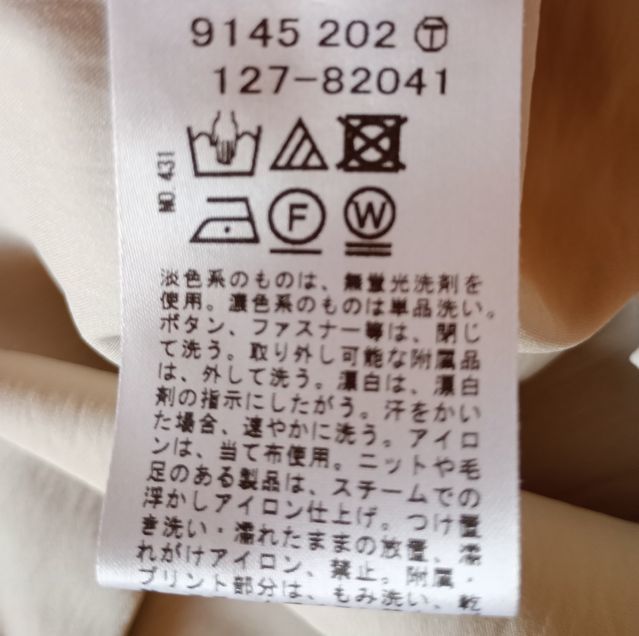 9145 202 Ⓣ
127-82041
NO. 431
F W
淡色系のものは、無蛍光洗剤を
使用。濃色系のものは単品洗い。
ボタン、ファスナー等は、閉じ
て洗う。取り外し可能な附属品
は、外して洗う。漂白は、漂白
剤の指示にしたがう。汗をかい
た場合、速やかに洗う。アイロ
ンは、当て布使用。ニットや毛
足のある製品は、スチームでの
浮かしアイロン仕上げ。つけ置
き洗い・濡れたままの放置、濡
れがけアイロン、禁止。附属・
プリント部分は、もみ洗い、乾